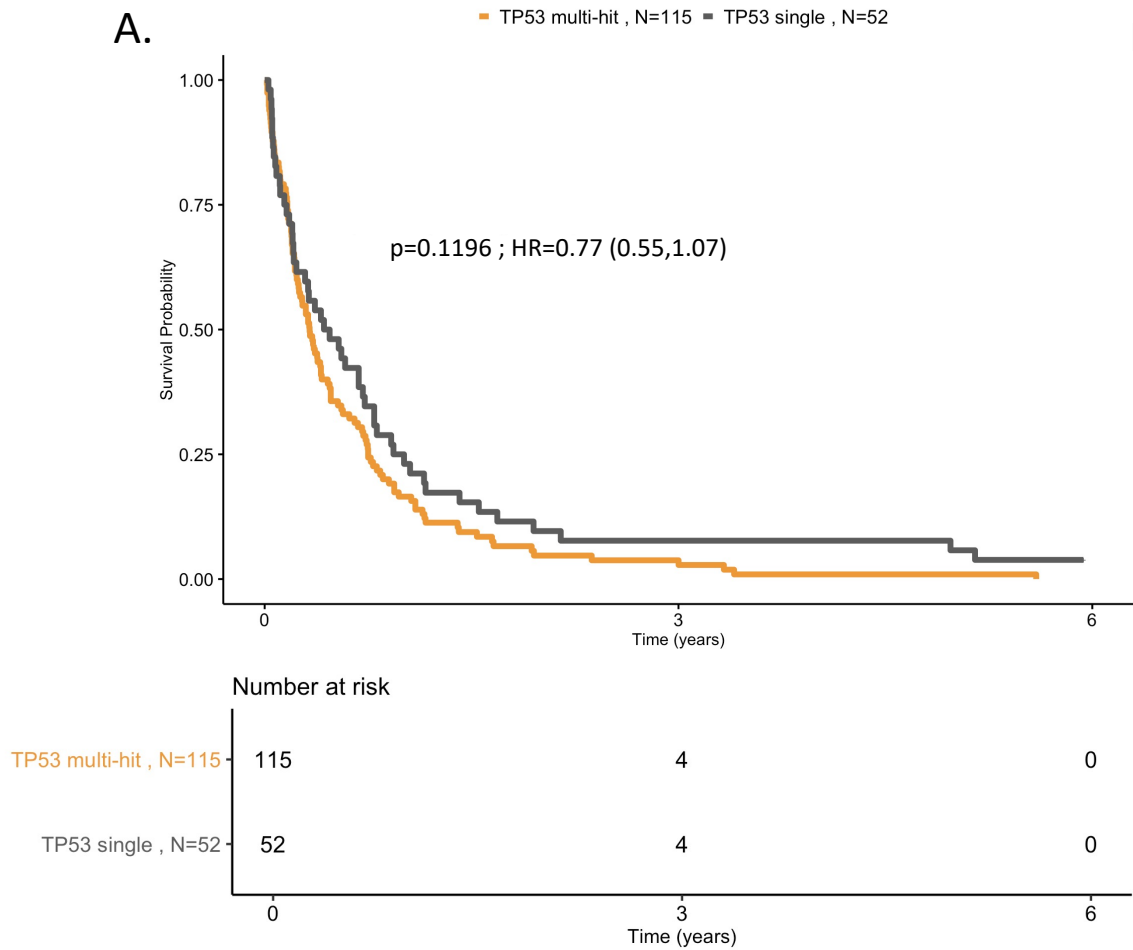 A.
TP53 multi-hit , N=115 TP53 single , N=52
1.00
0.75
0.50
0.25
0.00
Survival Probability
p=0.1196 ; HR=0.77 (0.55,1.07)
0 3 6
Time (years)
Number at risk
TP53 multi-hit , N=115 115 4 0
TP53 single , N=52 52 4 0
0 3 6
Time (years)